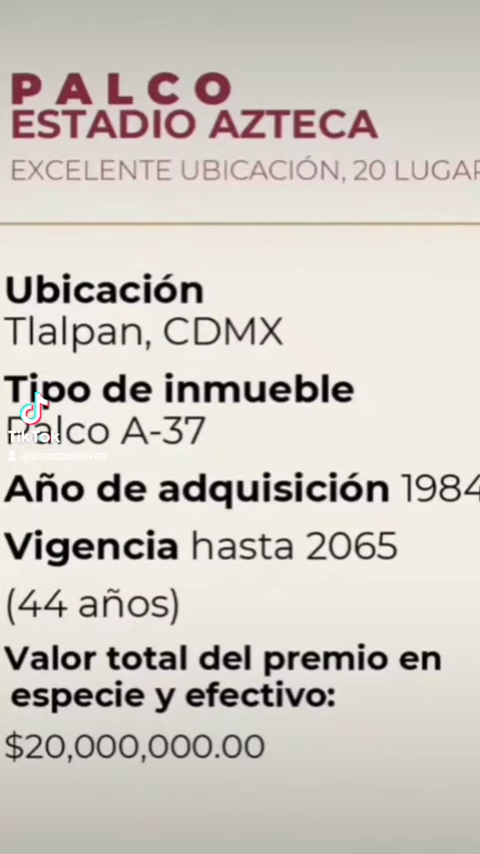 PALCO
ESTADIO AZTECA
EXCELENTE UBICACIÓN, 20 LUGAR
Ubicación
Tlalpan, CDMX
Tipo de inmueble
Palco A-37
TikTok
Año de adquisición 1984
Vigencia hasta 2065
(44 años)
Valor total del premio en
especie y efectivo:
$20,000,000.00